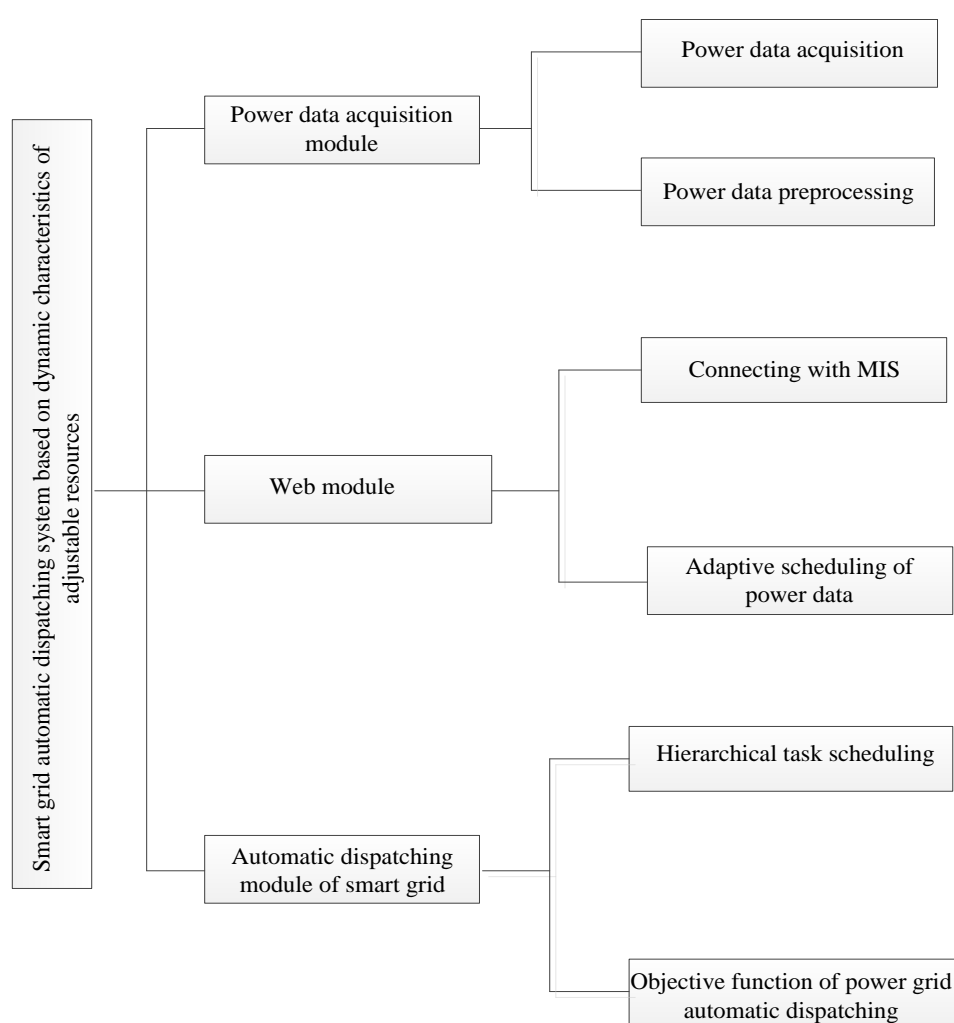 Smart grid automatic dispatching system based on dynamic characteristics of
adjustable resources
Power data acquisition
module
Power data acquisition
Power data preprocessing
Web module
Connecting with MIS
Adaptive scheduling of
power data
Automatic dispatching
module of smart grid
Hierarchical task scheduling
Objective function of power grid
automatic dispatching